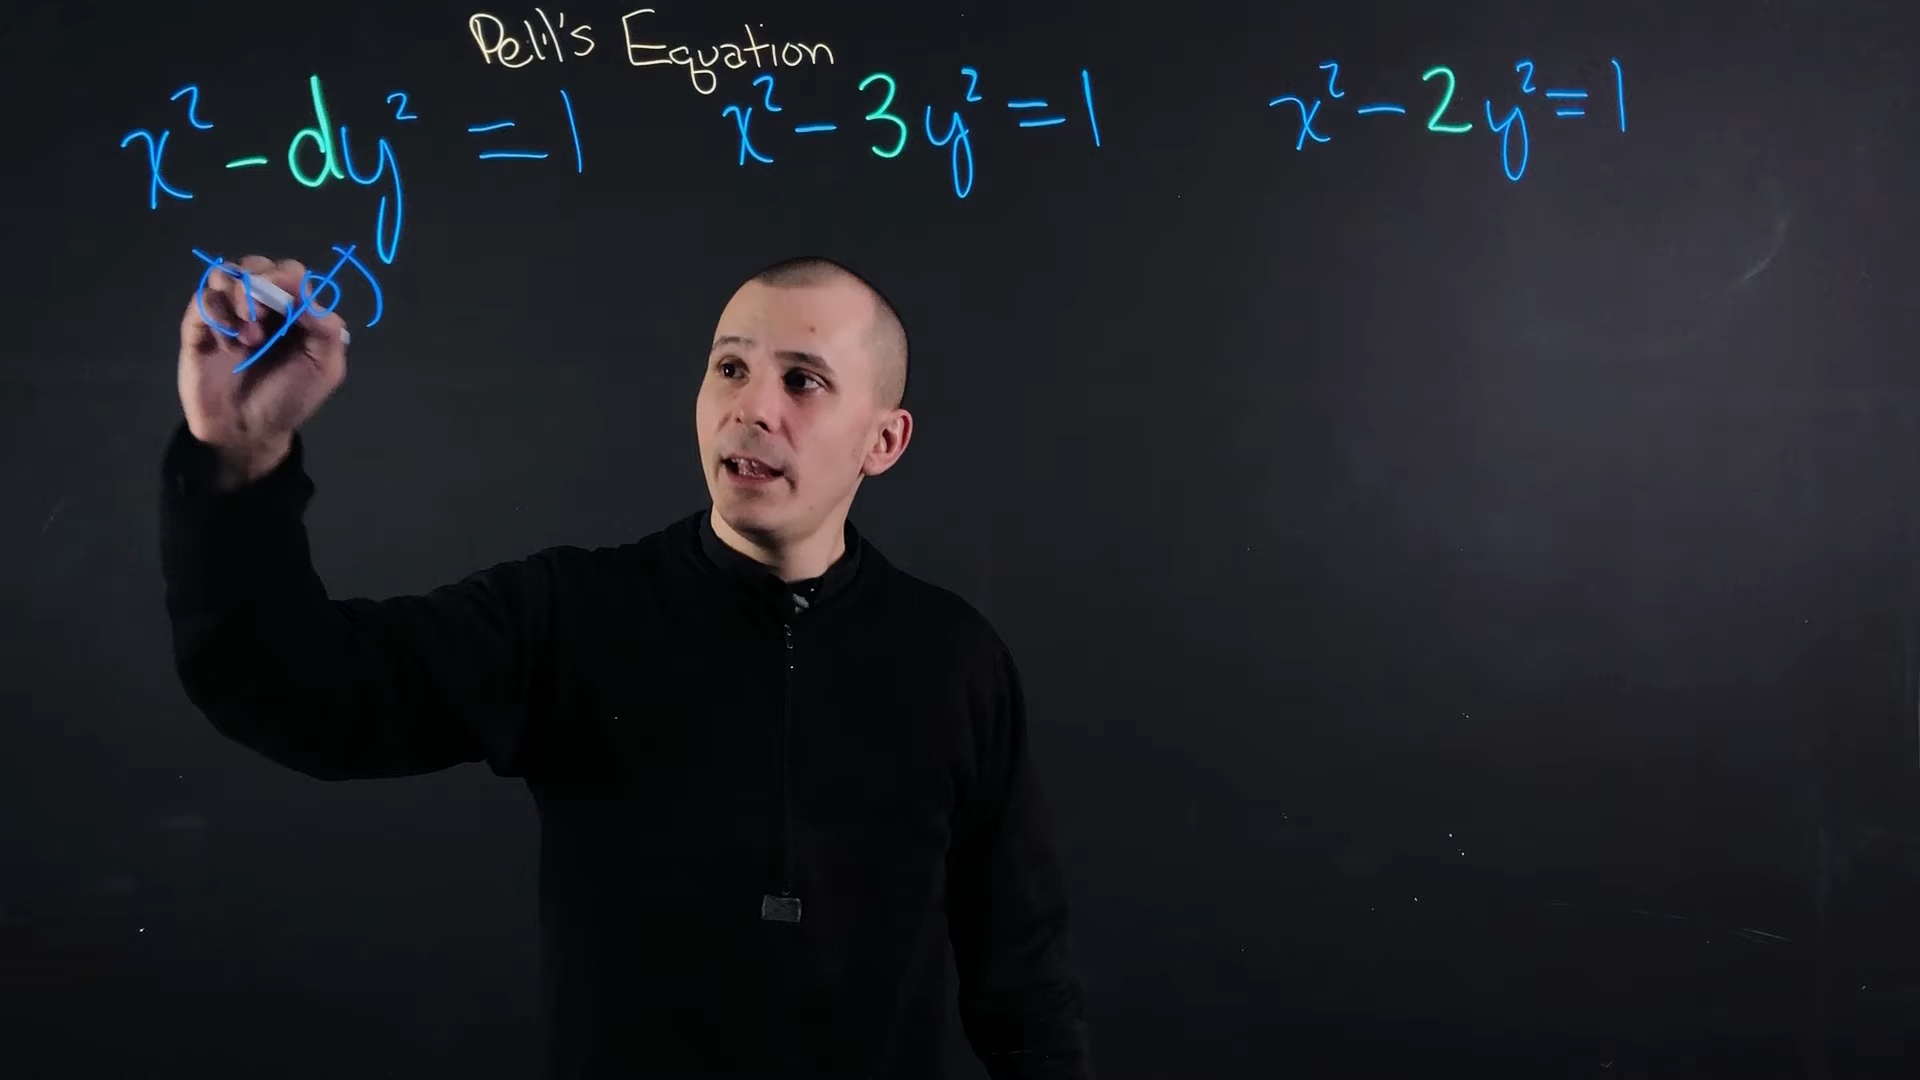 Pell's Equation
x² - dy² = 1
x² - 3y² = 1
x² - 2y² = 1
(1, 0)